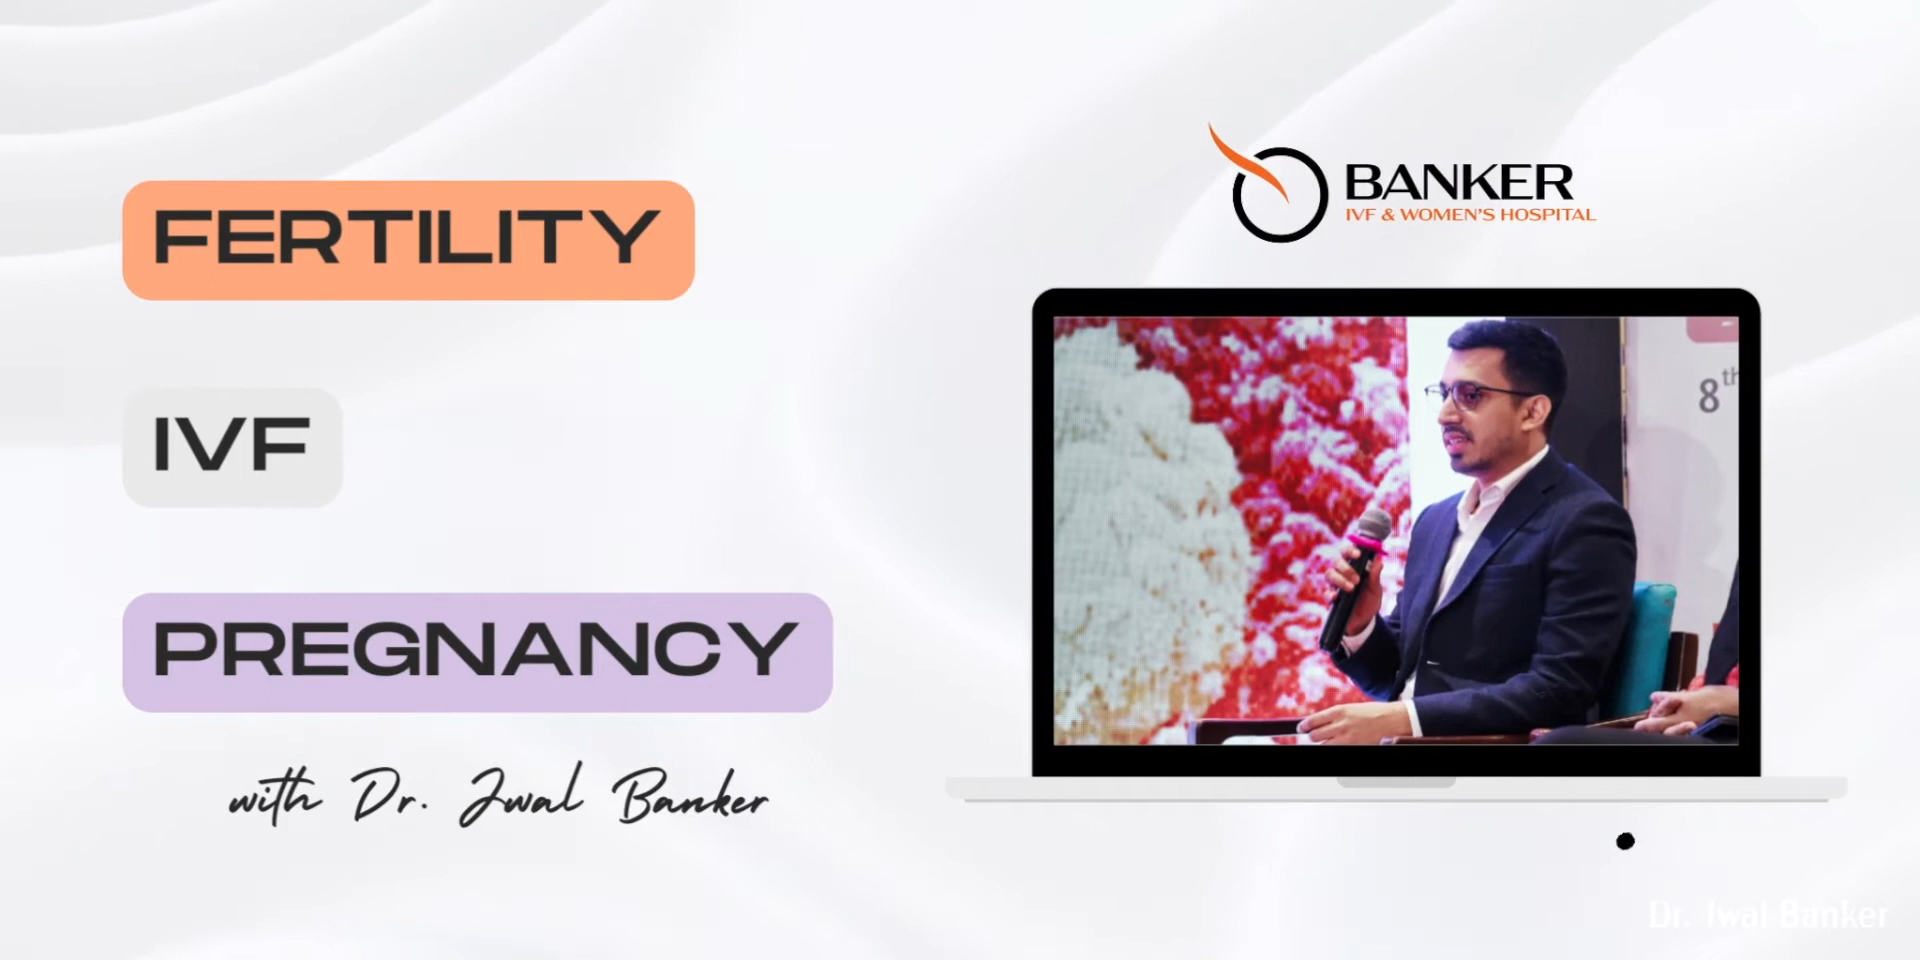 FERTILITY
IVF
PREGNANCY
with Dr. Jwal Banker
BANKER
IVF & WOMEN'S HOSPITAL
8th
Dr. Jwal Banker